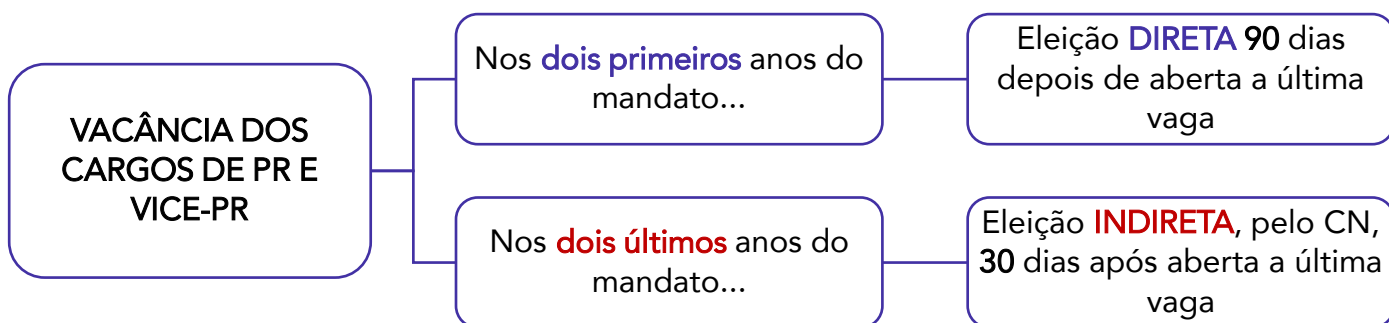 VACÂNCIA DOS
CARGOS DE PR E
VICE-PR
Nos dois primeiros anos do
mandato...
Eleição DIRETA 90 dias
depois de aberta a última
vaga
Nos dois últimos anos do
mandato...
Eleição INDIRETA, pelo CN,
30 dias após aberta a última
vaga